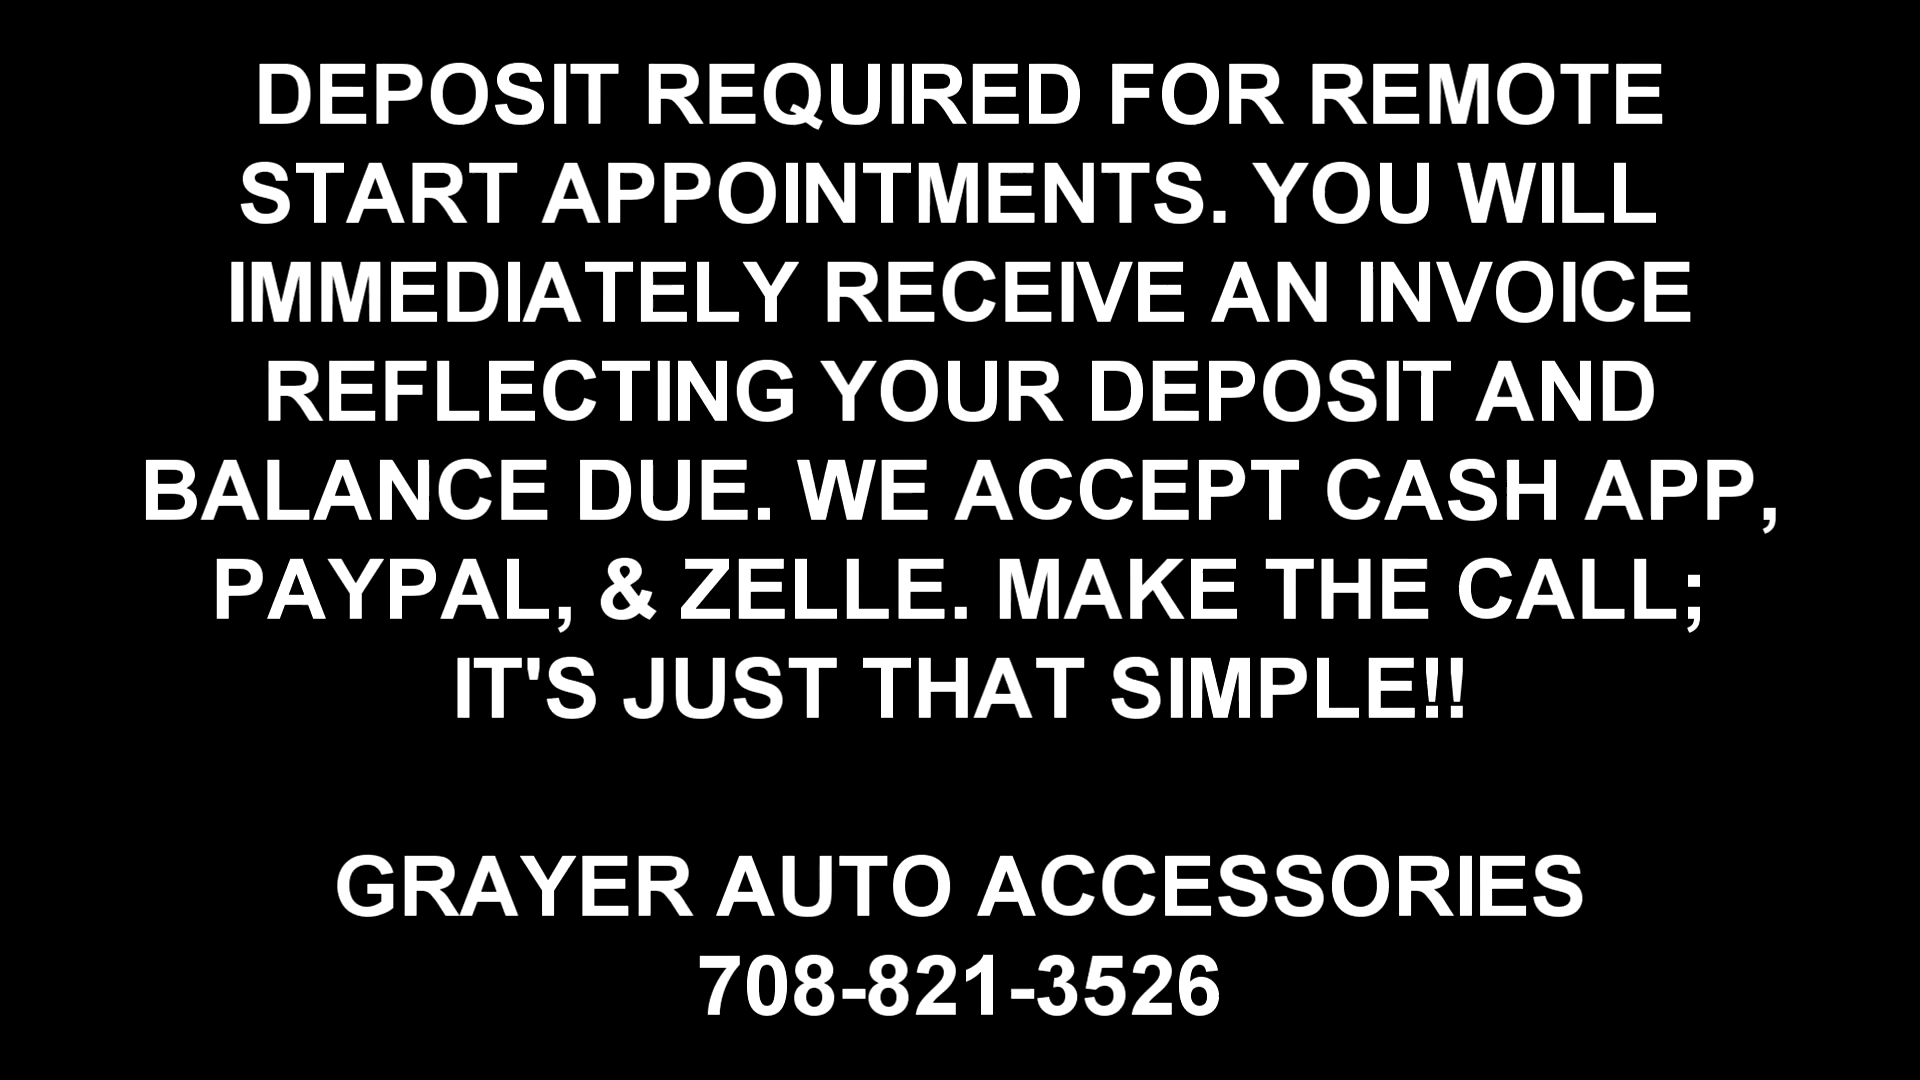 DEPOSIT REQUIRED FOR REMOTE
START APPOINTMENTS. YOU WILL
IMMEDIATELY RECEIVE AN INVOICE
REFLECTING YOUR DEPOSIT AND
BALANCE DUE. WE ACCEPT CASH APP,
PAYPAL, & ZELLE. MAKE THE CALL;
IT'S JUST THAT SIMPLE!!
GRAYER AUTO ACCESSORIES
708-821-3526